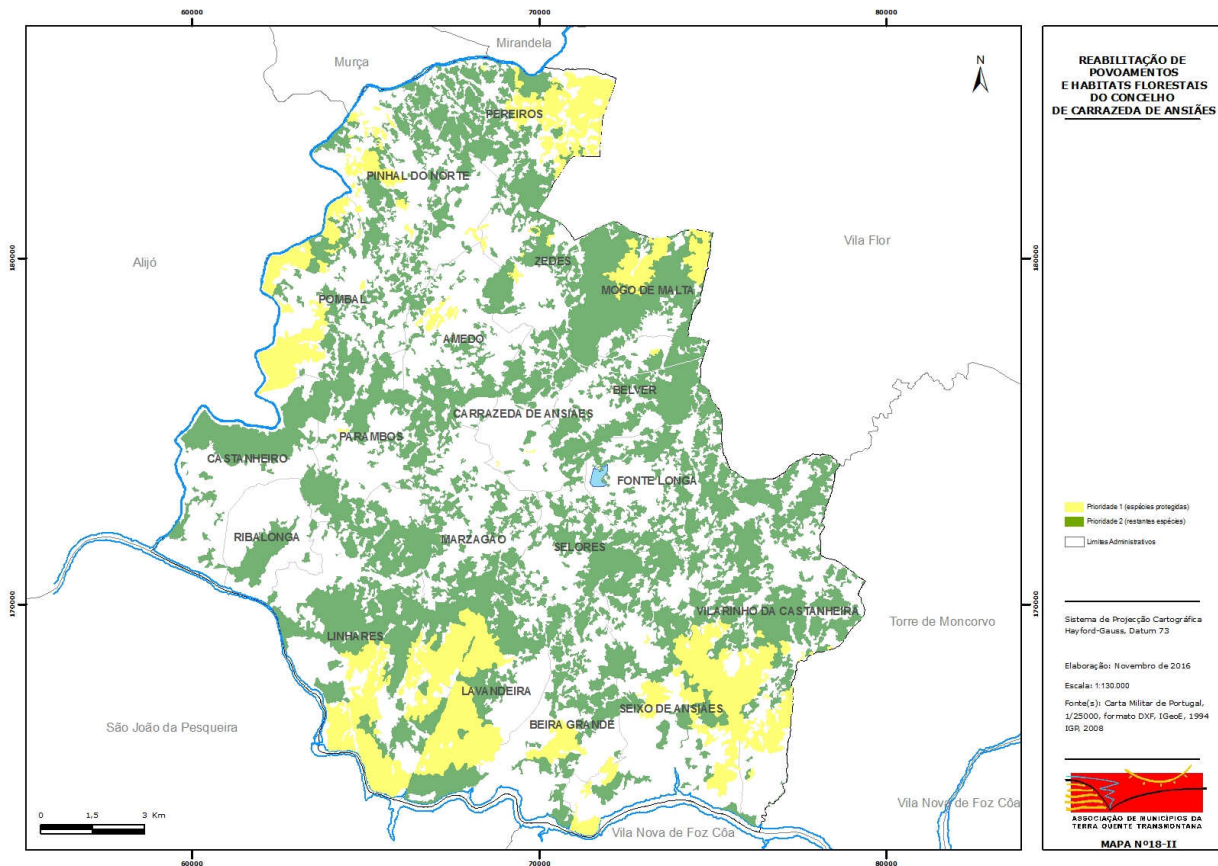 60000
70000
80000
Mirandela
Murça
N
PEREIROS
PINHAL DO NORTE
Vila Flor
180000
180000
Alijó
ZEDES
MOGO DE MALTA
POMBAL
AMEDO
BELVER
CARRAZEDA DE ANSIÃES
PARAMBOS
CASTANHEIRO
FONTE LONGA
RIBALONGA
MARZAGÃO
SELORES
170000
170000
VILARINHO DA CASTANHEIRA
Torre de Moncorvo
LINHARES
LAVANDEIRA
SEIXO DE ANSIÃES
BEIRA GRANDE
São João da Pesqueira
Vila Nova de Foz Côa
Vila Nova de Foz Côa
0 1,5 3 Km
60000
70000
80000
REABILITAÇÃO DE
POVOAMENTOS
E HABITATS FLORESTAIS
DO CONCELHO
DE CARRAZEDA DE ANSIÃES
Prioridade 1 (espécies protegidas)
Prioridade 2 (restantes espécies)
Limites Administrativos
Sistema de Projecção Cartográfica
Hayford-Gauss, Datum 73
Elaboração: Novembro de 2016
Escala: 1:130.000
Fonte(s): Carta Militar de Portugal,
1/25000, formato DXF, IGeoE, 1994
IGP, 2008
ASSOCIAÇÃO DE MUNICÍPIOS DA
TERRA QUENTE TRANSMONTANA
MAPA Nº18-II